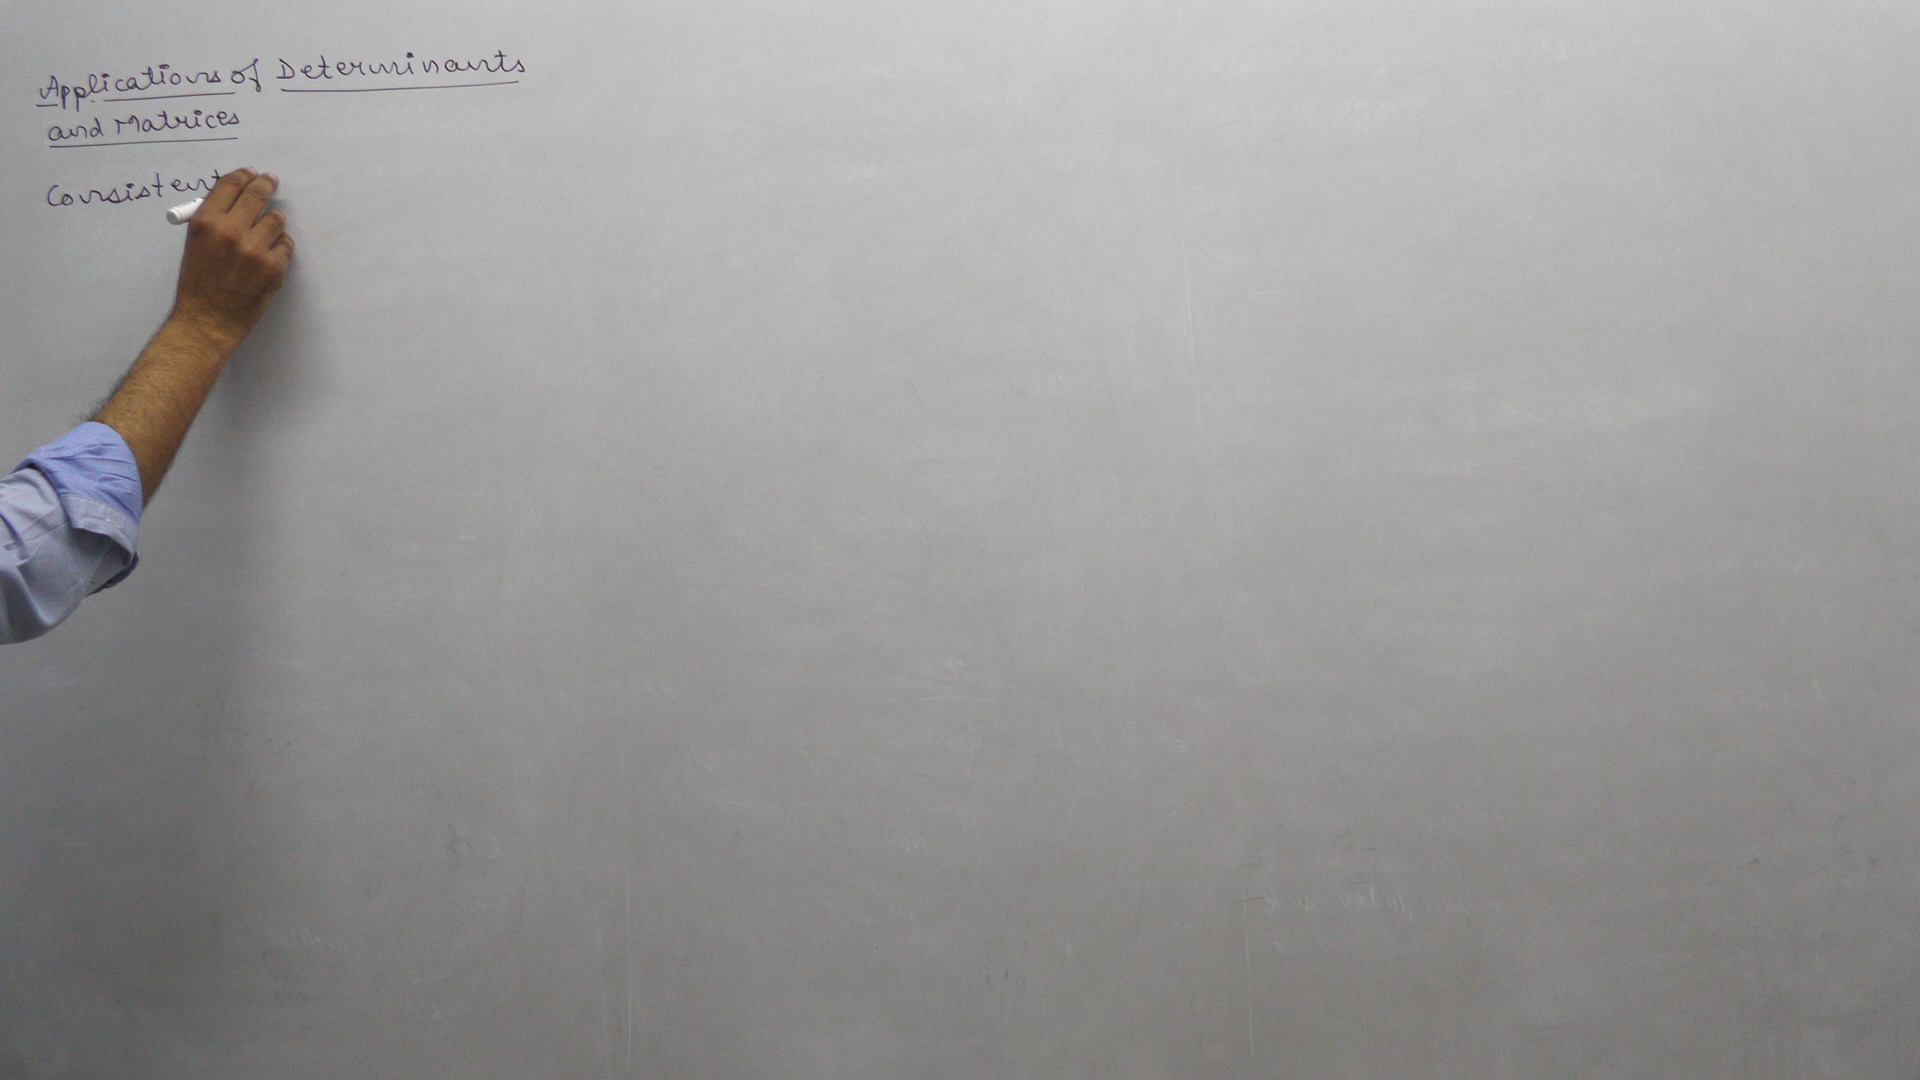 Applications of Determinants
and Matrices
Consistent